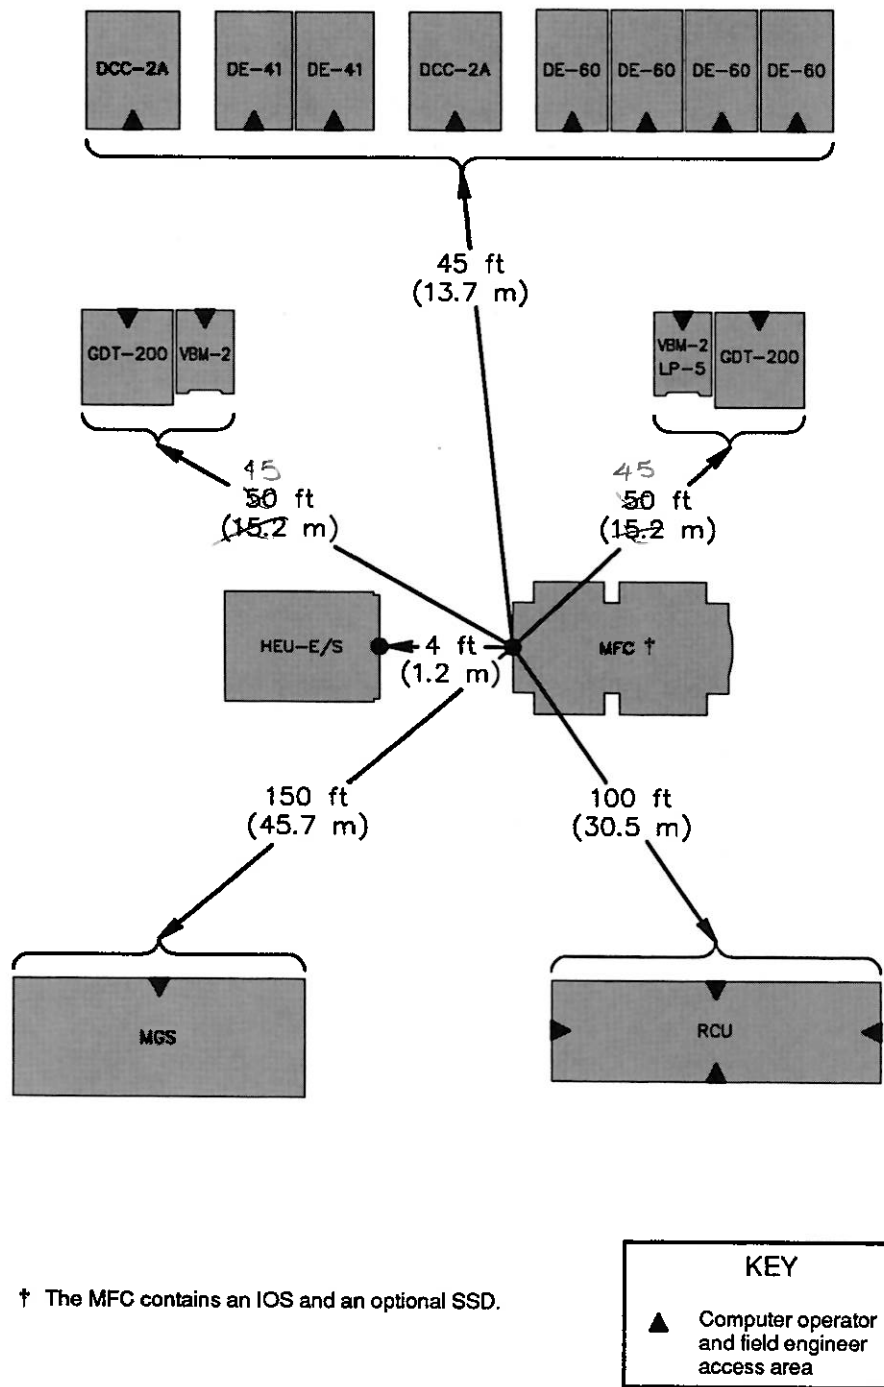 DCC-2A DE-41 DE-41 DCC-2A DE-60 DE-60 DE-60 DE-60
45 ft
(13.7 m)
GDT-200 VBM-2
VBM-2
LP-5
GDT-200
45
50 ft
(15.2 m)
45
50 ft
(15.2 m)
HEU-E/S
4 ft
(1.2 m)
MFC †
150 ft
(45.7 m)
100 ft
(30.5 m)
MGS
RCU
† The MFC contains an IOS and an optional SSD.
KEY
Computer operator
and field engineer
access area